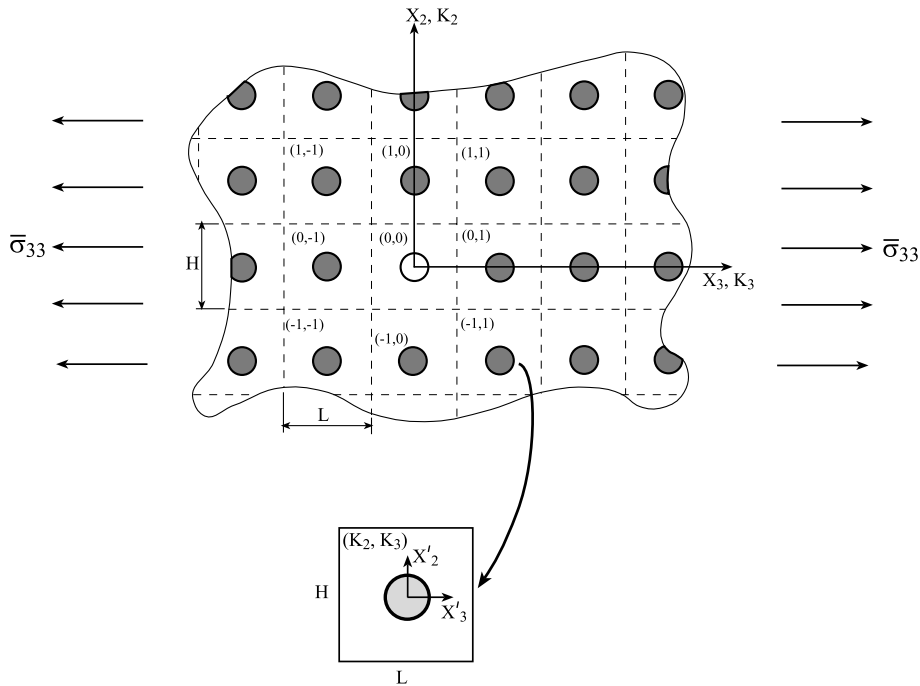 X₂, K₂
(1,-1) (1,0) (1,1)
σ̄₃₃ H (0,-1) (0,0) (0,1) σ̄₃₃
X₃, K₃
(-1,-1) (-1,0) (-1,1)
L
(K₂, K₃)
X'₂
H
X'₃
L